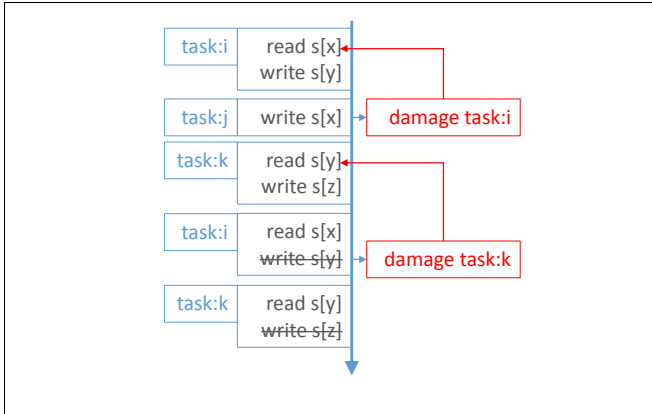 task:i read s[x]
write s[y]
task:j write s[x] damage task:i
task:k read s[y]
write s[z]
task:i read s[x]
write s[y] damage task:k
task:k read s[y]
write s[z]